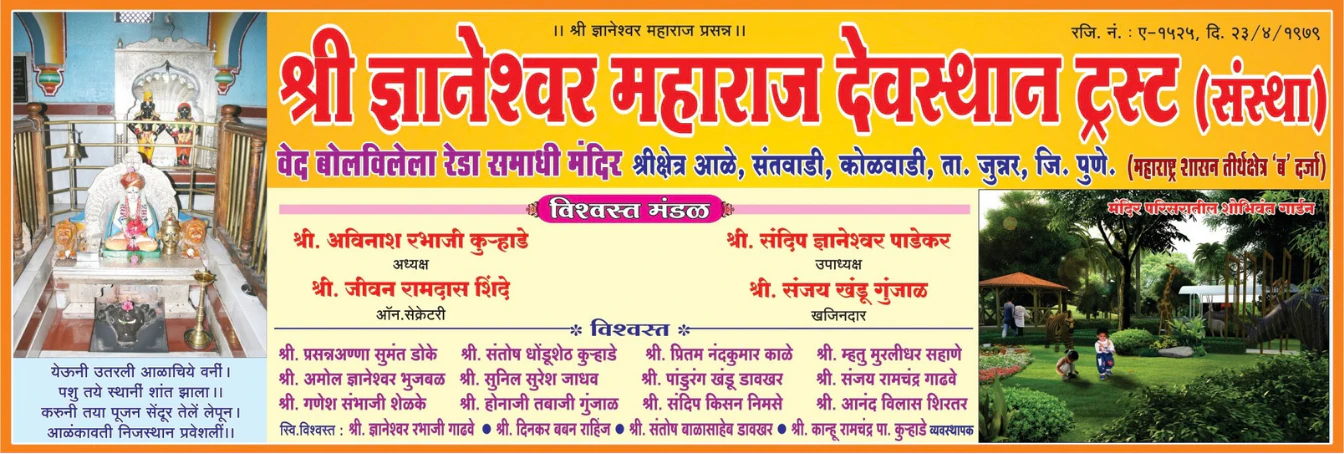 ।। श्री ज्ञानेश्वर महाराज प्रसन्न ।।
रजि. नं. : ए-१५२५, दि. २३/४/१९७९
श्री ज्ञानेश्वर महाराज देवस्थान ट्रस्ट (संस्था)
वेद बोलविलेला रेडा समाधी मंदिर श्रीक्षेत्र आळे, संतवाडी, कोळवाडी, ता. जुन्नर, जि. पुणे. (महाराष्ट्र शासन तीर्थक्षेत्र 'ब' दर्जा)
विश्वस्त मंडळ
श्री. अविनाश रभाजी कुऱ्हाडे
अध्यक्ष
श्री. संदिप ज्ञानेश्वर पाडेकर
उपाध्यक्ष
श्री. जीवन रामदास शिंदे
ऑन.सेक्रेटरी
श्री. संजय खंडू गुंजाळ
खजिनदार
विश्वस्त
श्री. प्रसन्नअण्णा सुमंत डोके श्री. संतोष धोंडूशेठ कुऱ्हाडे श्री. प्रितम नंदकुमार काळे श्री. म्हतु मुरलीधर सहाणे
श्री. अमोल ज्ञानेश्वर भुजबळ श्री. सुनिल सुरेश जाधव श्री. पांडुरंग खंडू डावखर श्री. संजय रामचंद्र गाढवे
श्री. गणेश संभाजी शेळके श्री. होनाजी तबाजी गुंजाळ श्री. संदिप किसन निमसे श्री. आनंद विलास शिरतर
स्वि.विश्वस्त : श्री. ज्ञानेश्वर रभाजी गाढवे ● श्री. दिनकर बबन राहिंज ● श्री. संतोष बाळासाहेब डावखर ● श्री. कान्हू रामचंद्र पा. कुऱ्हाडे व्यवस्थापक
मंदिर परिसरातील शोभिवंत गार्डन
येऊनी उतरली आळाचिये वनीं।
पशु तये स्थानीं शांत झाला।।
करुनी तया पूजन सेंदूर तेलें लेपून।
आळंकावती निजस्थान प्रवेशलीं।।